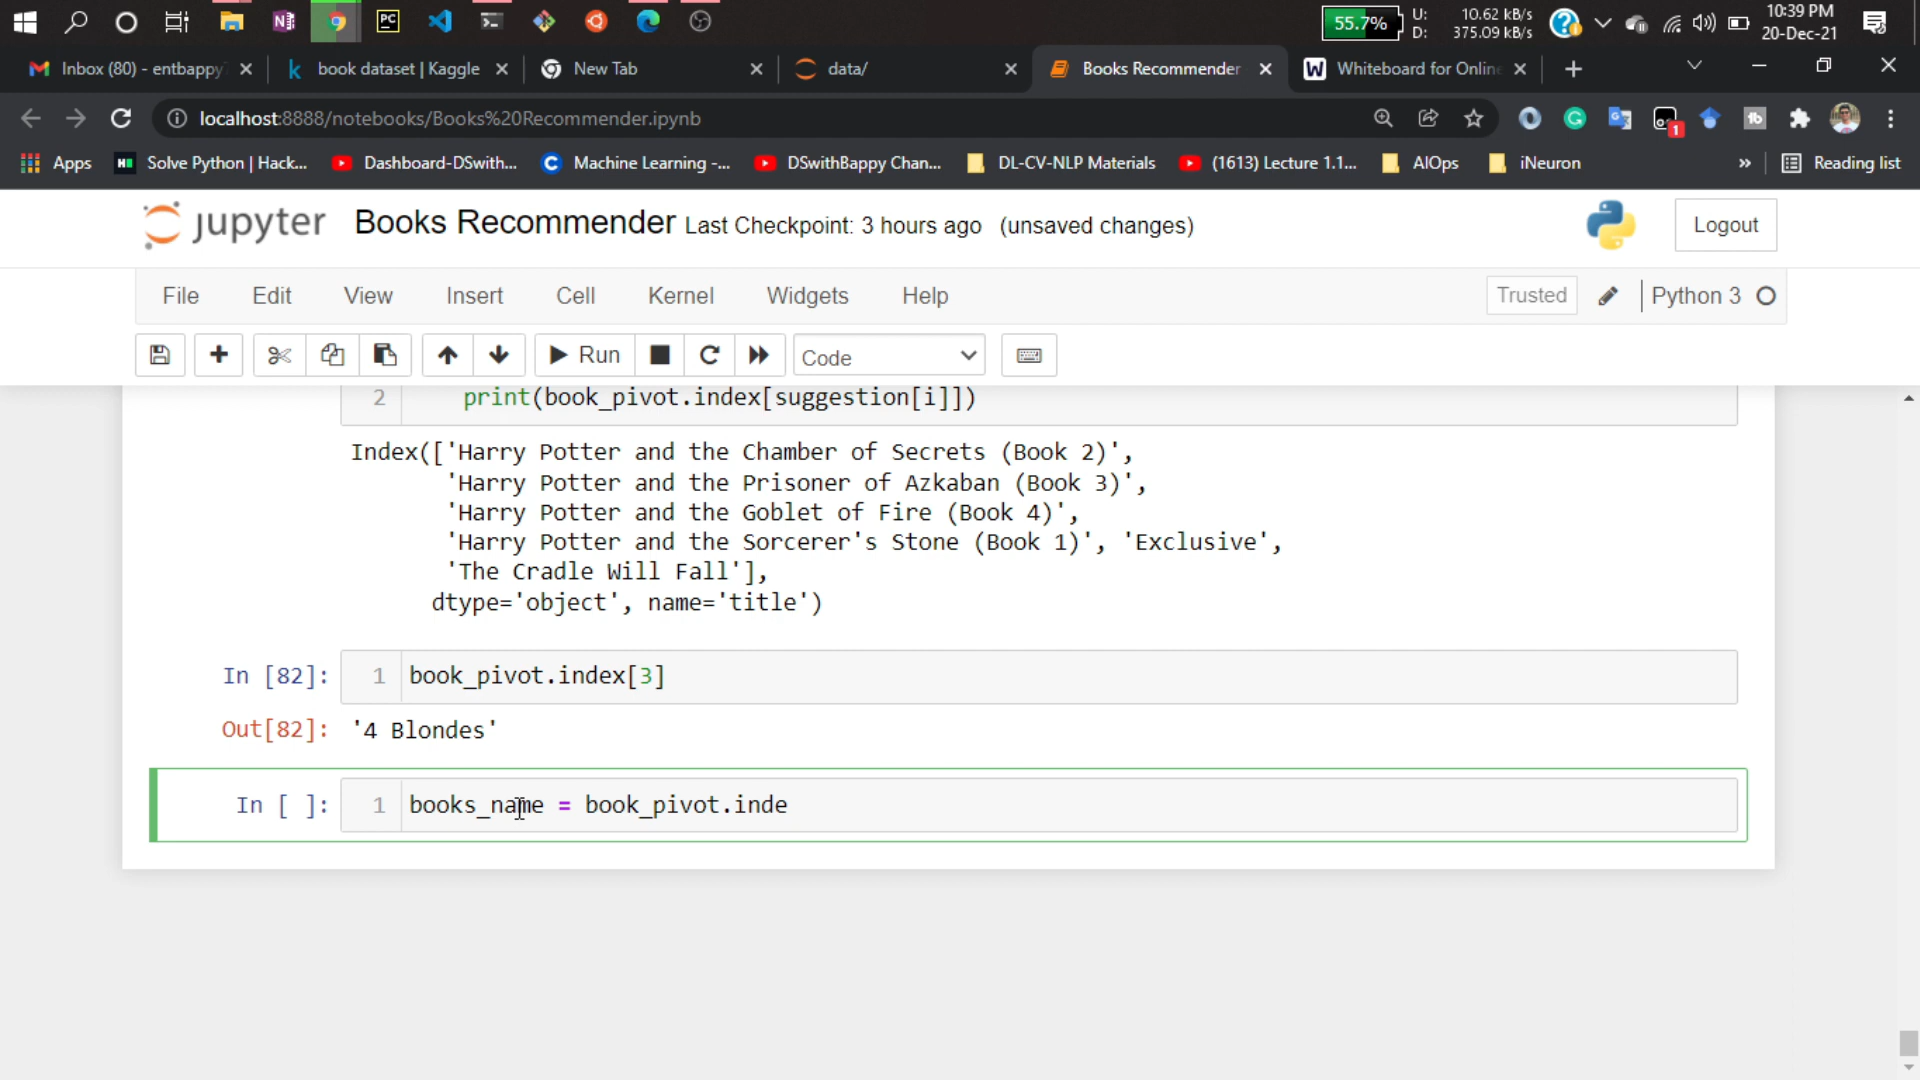 55.7%
U: 10.62 kB/s
D: 375.09 kB/s
10:39 PM
20-Dec-21
Inbox (80) - entbappy
book dataset | Kaggle
New Tab
data/
Books Recommender
Whiteboard for Onlin
localhost:8888/notebooks/Books%20Recommender.ipynb
1
Apps
Solve Python | Hack...
Dashboard-DSwith...
Machine Learning -...
DSwithBappy Chan...
DL-CV-NLP Materials
(1613) Lecture 1.1...
AIOps
iNeuron
»
Reading list
jupyter
Books Recommender Last Checkpoint: 3 hours ago (unsaved changes)
Logout
File Edit View Insert Cell Kernel Widgets Help
Trusted
Python 3
Run
Code
2 print(book_pivot.index[suggestion[i]])
Index(['Harry Potter and the Chamber of Secrets (Book 2)',
'Harry Potter and the Prisoner of Azkaban (Book 3)',
'Harry Potter and the Goblet of Fire (Book 4)',
'Harry Potter and the Sorcerer's Stone (Book 1)', 'Exclusive',
'The Cradle Will Fall'],
dtype='object', name='title')
In [82]: 1 book_pivot.index[3]
Out[82]: '4 Blondes'
In [ ]: 1 books_name = book_pivot.inde